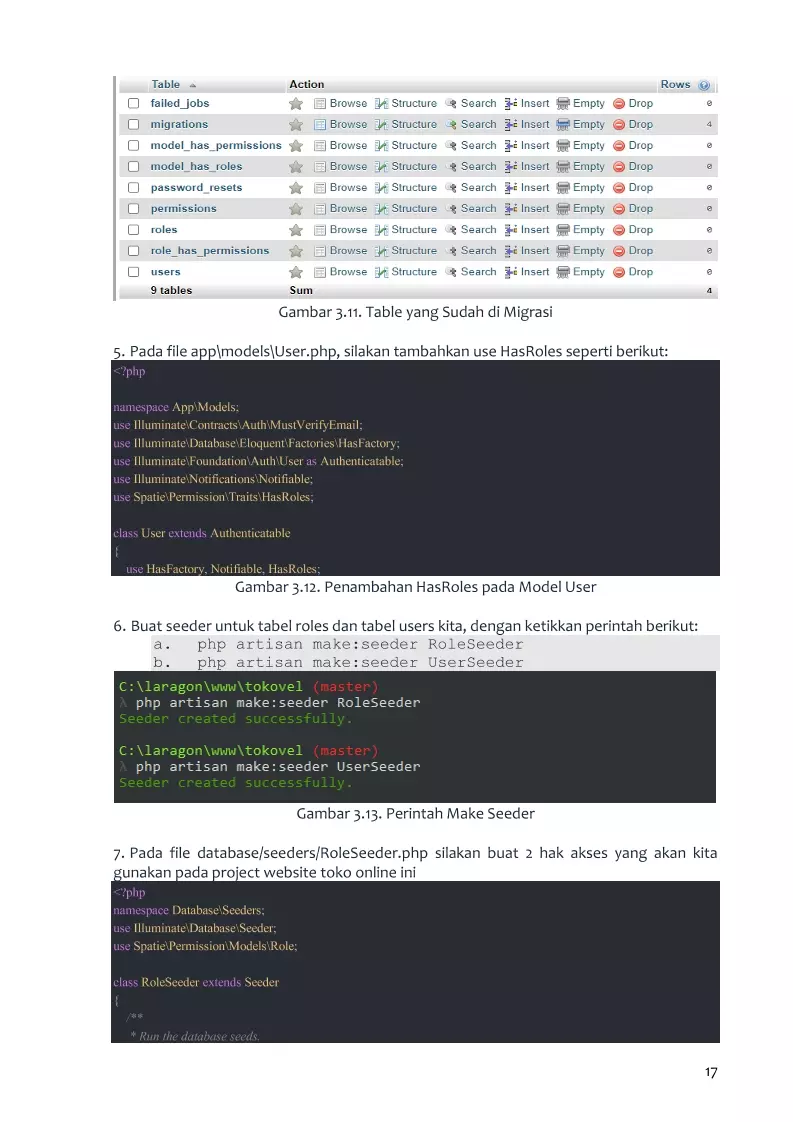 Table Action Rows
failed_jobs Browse Structure Search Insert Empty Drop 0
migrations Browse Structure Search Insert Empty Drop 4
model_has_permissions Browse Structure Search Insert Empty Drop 0
model_has_roles Browse Structure Search Insert Empty Drop 0
password_resets Browse Structure Search Insert Empty Drop 0
permissions Browse Structure Search Insert Empty Drop 0
roles Browse Structure Search Insert Empty Drop 0
role_has_permissions Browse Structure Search Insert Empty Drop 0
users Browse Structure Search Insert Empty Drop 0
9 tables Sum 4
Gambar 3.11. Table yang Sudah di Migrasi
5. Pada file app\models\User.php, silakan tambahkan use HasRoles seperti berikut:
<?php
namespace App\Models;
use Illuminate\Contracts\Auth\MustVerifyEmail;
use Illuminate\Database\Eloquent\Factories\HasFactory;
use Illuminate\Foundation\Auth\User as Authenticatable;
use Illuminate\Notifications\Notifiable;
use Spatie\Permission\Traits\HasRoles;
class User extends Authenticatable
{
use HasFactory, Notifiable, HasRoles;
Gambar 3.12. Penambahan HasRoles pada Model User
6. Buat seeder untuk tabel roles dan tabel users kita, dengan ketikkan perintah berikut:
a. php artisan make:seeder RoleSeeder
b. php artisan make:seeder UserSeeder
C:\laragon\www\tokovel (master)
λ php artisan make:seeder RoleSeeder
Seeder created successfully.
C:\laragon\www\tokovel (master)
λ php artisan make:seeder UserSeeder
Seeder created successfully.
Gambar 3.13. Perintah Make Seeder
7. Pada file database/seeders/RoleSeeder.php silakan buat 2 hak akses yang akan kita
gunakan pada project website toko online ini
<?php
namespace Database\Seeders;
use Illuminate\Database\Seeder;
use Spatie\Permission\Models\Role;
class RoleSeeder extends Seeder
{
/**
* Run the database seeds.
17